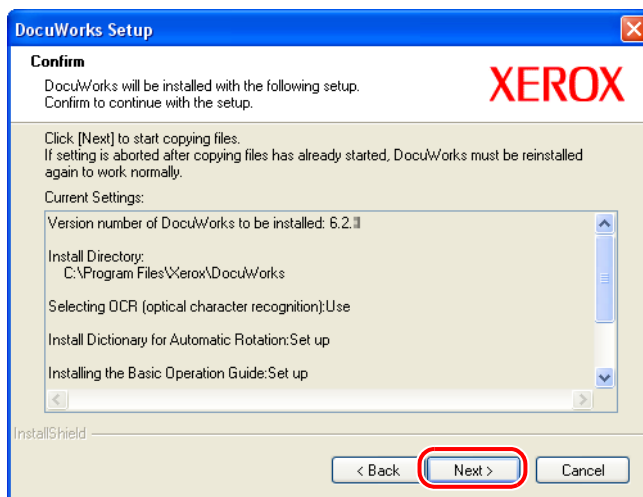 DocuWorks Setup
Confirm
DocuWorks will be installed with the following setup.
Confirm to continue with the setup.
XEROX
Click [Next] to start copying files.
If setting is aborted after copying files has already started, DocuWorks must be reinstalled
again to work normally.
Current Settings:
Version number of DocuWorks to be installed: 6.2.
Install Directory:
C:\Program Files\Xerox\DocuWorks
Selecting OCR (optical character recognition):Use
Install Dictionary for Automatic Rotation:Set up
Installing the Basic Operation Guide:Set up
InstallShield
< Back
Next >
Cancel